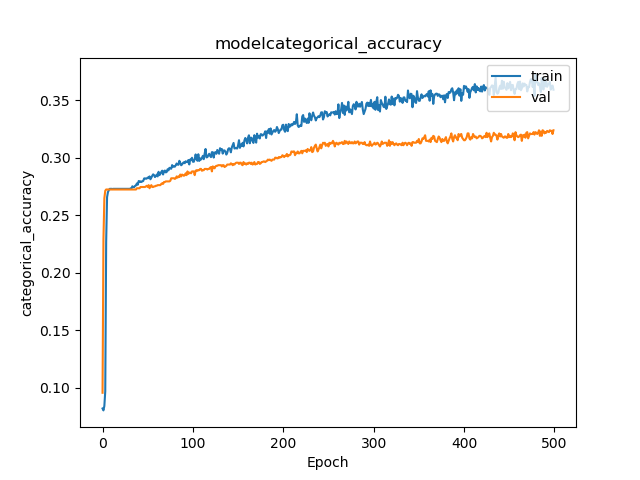 modelcategorical_accuracy
train
val
categorical_accuracy
0.35
0.30
0.25
0.20
0.15
0.10
0 100 200 300 400 500
Epoch